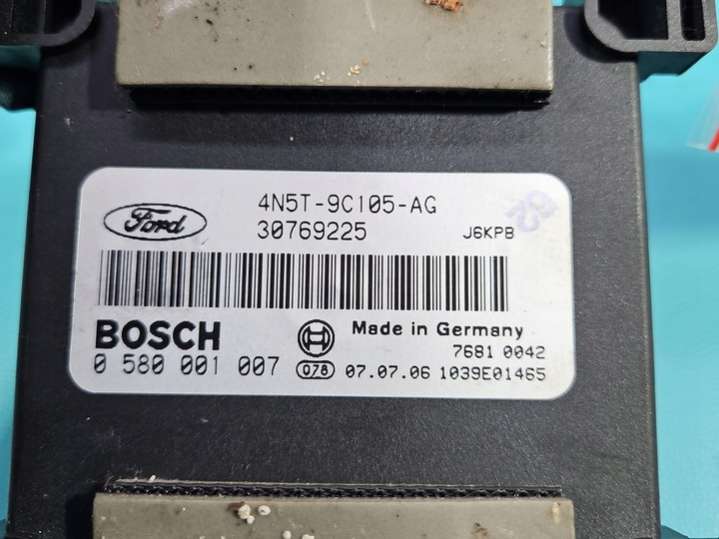 Ford
4N5T-9C105-AG
30769225
J6KPB
BOSCH
Made in Germany
7681 0042
0 580 001 007
078 07.07.06 1039E01465